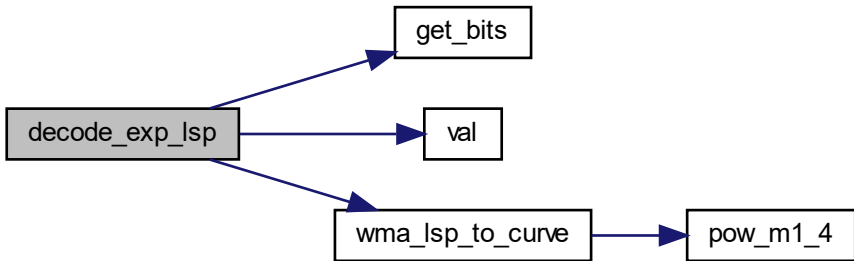 get_bits
decode_exp_lsp
val
wma_lsp_to_curve
pow_m1_4